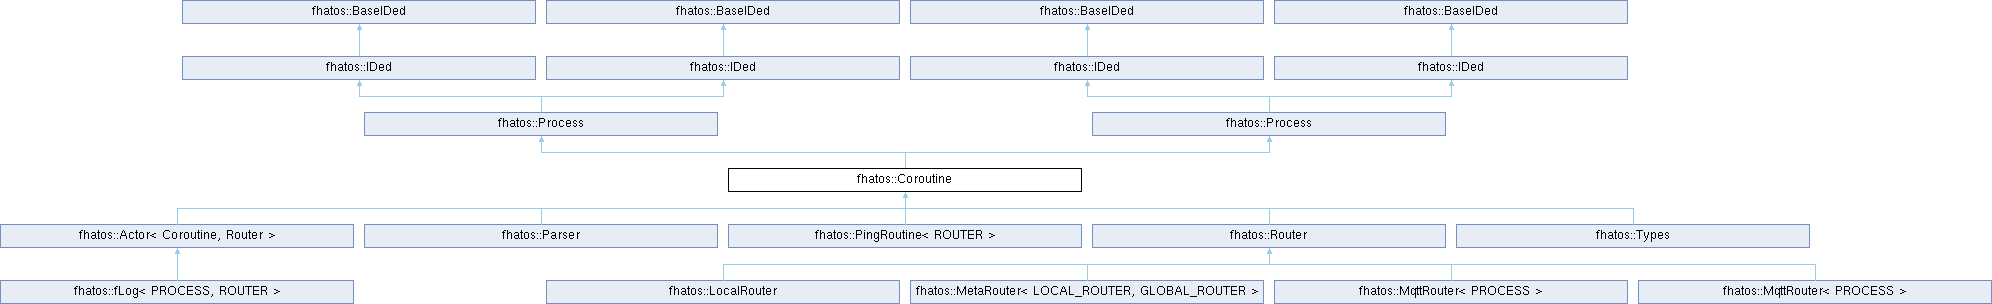 fhatos::BaseIDed
fhatos::BaseIDed
fhatos::BaseIDed
fhatos::BaseIDed
fhatos::IDed
fhatos::IDed
fhatos::IDed
fhatos::IDed
fhatos::Process
fhatos::Process
fhatos::Coroutine
fhatos::Actor< Coroutine, Router >
fhatos::Parser
fhatos::PingRoutine< ROUTER >
fhatos::Router
fhatos::Types
fhatos::fLog< PROCESS, ROUTER >
fhatos::LocalRouter
fhatos::MetaRouter< LOCAL_ROUTER, GLOBAL_ROUTER >
fhatos::MqttRouter< PROCESS >
fhatos::MqttRouter< PROCESS >